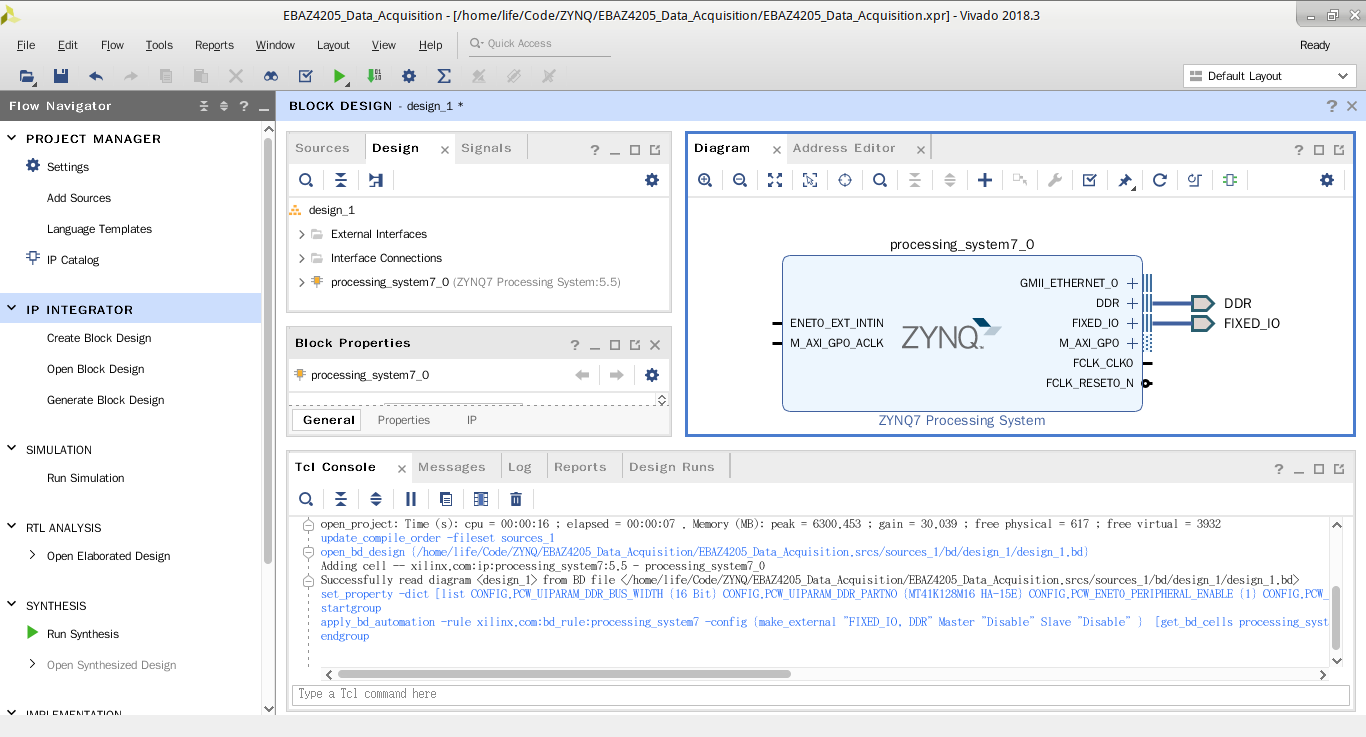 EBAZ4205_Data_Acquisition - [/home/life/Code/ZYNQ/EBAZ4205_Data_Acquisition/EBAZ4205_Data_Acquisition.xpr] - Vivado 2018.3
File Edit Flow Tools Reports Window Layout View Help Quick Access Ready
Default Layout
Flow Navigator
PROJECT MANAGER
Settings
Add Sources
Language Templates
IP Catalog
IP INTEGRATOR
Create Block Design
Open Block Design
Generate Block Design
SIMULATION
Run Simulation
RTL ANALYSIS
Open Elaborated Design
SYNTHESIS
Run Synthesis
Open Synthesized Design
IMPLEMENTATION
BLOCK DESIGN - design_1 *
Sources Design Signals
design_1
External Interfaces
Interface Connections
processing_system7_0 (ZYNQ7 Processing System:5.5)
Block Properties
processing_system7_0
General Properties IP
Diagram Address Editor
processing_system7_0
GMII_ETHERNET_0
DDR
FIXED_IO
M_AXI_GP0
FCLK_CLK0
FCLK_RESET0_N
ENET0_EXT_INTIN
M_AXI_GP0_ACLK
ZYNQ
DDR
FIXED_IO
ZYNQ7 Processing System
Tcl Console Messages Log Reports Design Runs
open_project: Time (s): cpu = 00:00:16 ; elapsed = 00:00:07 . Memory (MB): peak = 6300.453 ; gain = 30.039 ; free physical = 617 ; free virtual = 3932
update_compile_order -fileset sources_1
open_bd_design {/home/life/Code/ZYNQ/EBAZ4205_Data_Acquisition/EBAZ4205_Data_Acquisition.srcs/sources_1/bd/design_1/design_1.bd}
Adding cell -- xilinx.com:ip:processing_system7:5.5 - processing_system7_0
Successfully read diagram <design_1> from BD file </home/life/Code/ZYNQ/EBAZ4205_Data_Acquisition/EBAZ4205_Data_Acquisition.srcs/sources_1/bd/design_1/design_1.bd>
set_property -dict [list CONFIG.PCW_UIPARAM_DDR_BUS_WIDTH {16 Bit} CONFIG.PCW_UIPARAM_DDR_PARTNO {MT41K128M16 HA-15E} CONFIG.PCW_ENET0_PERIPHERAL_ENABLE {1} CONFIG.PCW_
startgroup
apply_bd_automation -rule xilinx.com:bd_rule:processing_system7 -config {make_external "FIXED_IO, DDR" Master "Disable" Slave "Disable" } [get_bd_cells processing_syst
endgroup
Type a Tcl command here